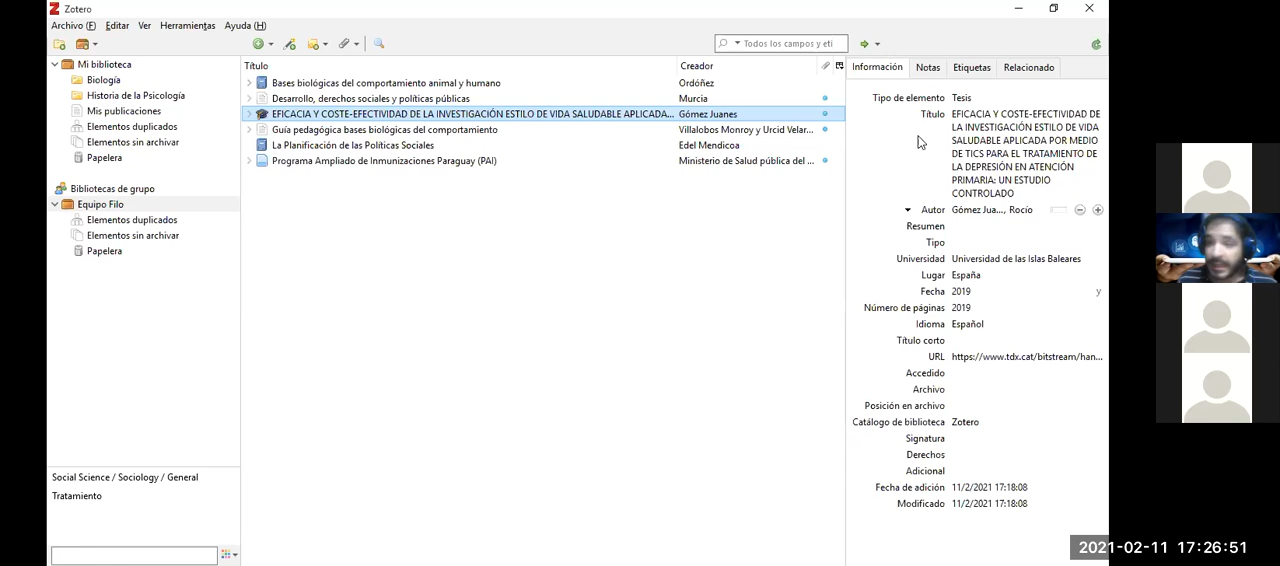 Zotero
Archivo (F) Editar Ver Herramientas Ayuda (H)
Todos los campos y eti
Mi biblioteca
Biología
Historia de la Psicología
Mis publicaciones
Elementos duplicados
Elementos sin archivar
Papelera
Bibliotecas de grupo
Equipo Filo
Elementos duplicados
Elementos sin archivar
Papelera
Social Science / Sociology / General
Tratamiento
Título Creador
Bases biológicas del comportamiento animal y humano Ordóñez
Desarrollo, derechos sociales y políticas públicas Murcia
EFICACIA Y COSTE-EFECTIVIDAD DE LA INVESTIGACIÓN ESTILO DE VIDA SALUDABLE APLICADA... Gómez Juanes
Guía pedagógica bases biológicas del comportamiento Villalobos Monroy y Urcid Velar...
La Planificación de las Políticas Sociales Edel Mendicoa
Programa Ampliado de Inmunizaciones Paraguay (PAI) Ministerio de Salud pública del ...
Información Notas Etiquetas Relacionado
Tipo de elemento Tesis
Título EFICACIA Y COSTE-EFECTIVIDAD DE
LA INVESTIGACIÓN ESTILO DE VIDA
SALUDABLE APLICADA POR MEDIO
DE TICS PARA EL TRATAMIENTO DE
LA DEPRESIÓN EN ATENCIÓN
PRIMARIA: UN ESTUDIO
CONTROLADO
Autor Gómez Jua..., Rocío
Resumen
Tipo
Universidad Universidad de las Islas Baleares
Lugar España
Fecha 2019 y
Número de páginas 2019
Idioma Español
Título corto
URL https://www.tdx.cat/bitstream/han...
Accedido
Archivo
Posición en archivo
Catálogo de biblioteca Zotero
Signatura
Derechos
Adicional
Fecha de adición 11/2/2021 17:18:08
Modificado 11/2/2021 17:18:08
2021-02-11 17:26:51